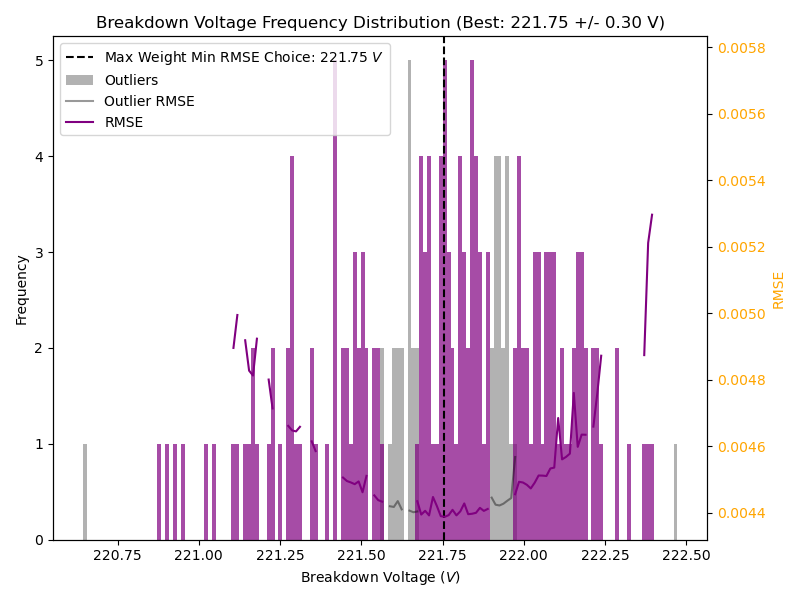 Breakdown Voltage Frequency Distribution (Best: 221.75 +/- 0.30 V)
Max Weight Min RMSE Choice: 221.75 V
Outliers
Outlier RMSE
RMSE
Frequency
5
4
3
2
1
0
0.0058
0.0056
0.0054
0.0052
0.0050
0.0048
0.0046
0.0044
RMSE
220.75 221.00 221.25 221.50 221.75 222.00 222.25 222.50
Breakdown Voltage (V)